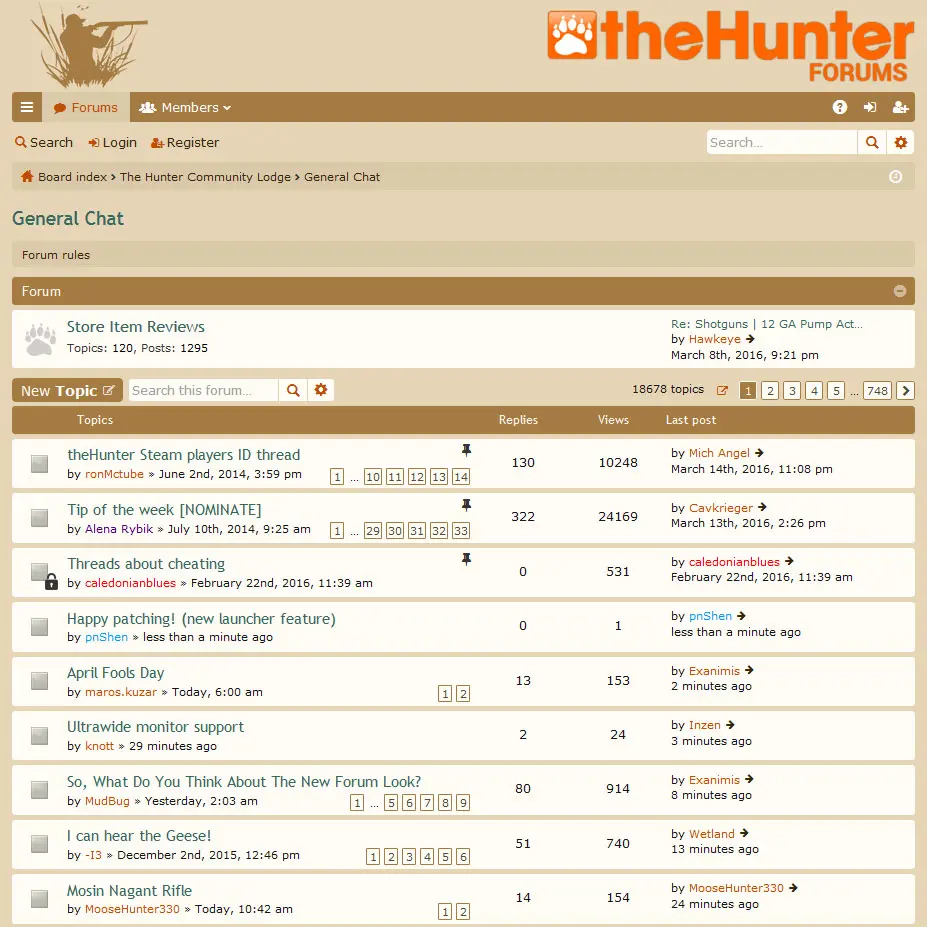 theHunter
FORUMS
Forums Members
Search Login Register Search...
Board index › The Hunter Community Lodge › General Chat
General Chat
Forum rules
Forum
Store Item Reviews
Topics: 120, Posts: 1295
Re: Shotguns | 12 GA Pump Act...
by Hawkeye
March 8th, 2016, 9:21 pm
New Topic Search this forum... 18678 topics 1 2 3 4 5 ... 748
Topics Replies Views Last post
theHunter Steam players ID thread
by ronMctube » June 2nd, 2014, 3:59 pm 1 ... 10 11 12 13 14
130 10248
by Mich Angel
March 14th, 2016, 11:08 pm
Tip of the week [NOMINATE]
by Alena Rybik » July 10th, 2014, 9:25 am 1 ... 29 30 31 32 33
322 24169
by Cavkrieger
March 13th, 2016, 2:26 pm
Threads about cheating
by caledonianblues » February 22nd, 2016, 11:39 am
0 531
by caledonianblues
February 22nd, 2016, 11:39 am
Happy patching! (new launcher feature)
by pnShen » less than a minute ago
0 1
by pnShen
less than a minute ago
April Fools Day
by maros.kuzar » Today, 6:00 am 1 2
13 153
by Exanimis
2 minutes ago
Ultrawide monitor support
by knott » 29 minutes ago
2 24
by Inzen
3 minutes ago
So, What Do You Think About The New Forum Look?
by MudBug » Yesterday, 2:03 am 1 ... 5 6 7 8 9
80 914
by Exanimis
8 minutes ago
I can hear the Geese!
by -I3 » December 2nd, 2015, 12:46 pm 1 2 3 4 5 6
51 740
by Wetland
13 minutes ago
Mosin Nagant Rifle
by MooseHunter330 » Today, 10:42 am 1 2
14 154
by MooseHunter330
24 minutes ago